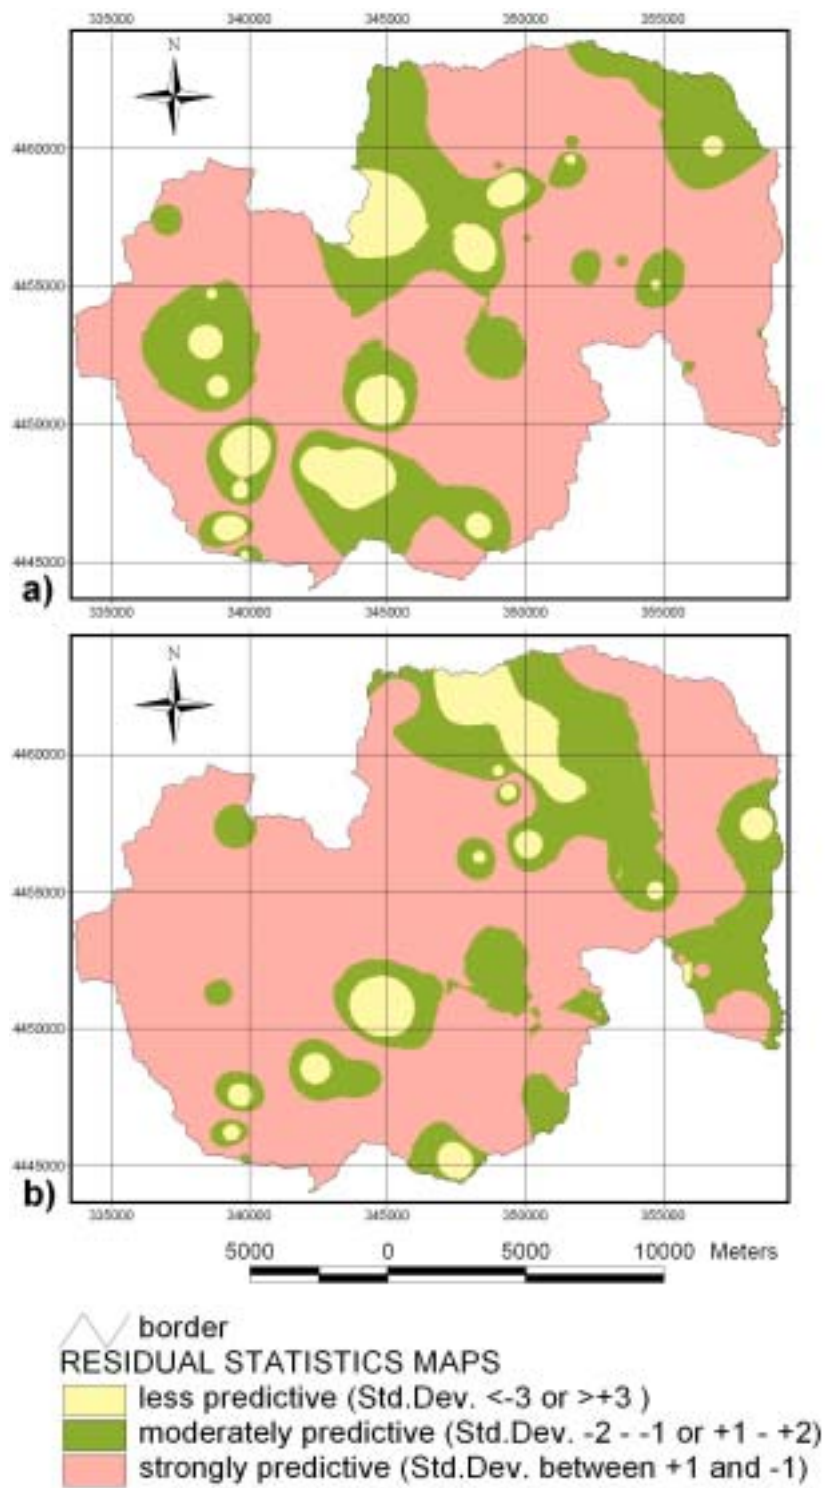 335000 340000 345000 350000 355000
N
4460000
4455000
4450000
4445000
a)
335000 340000 345000 350000 355000
N
4460000
4455000
4450000
4445000
b)
335000 340000 345000 350000 355000
5000 0 5000 10000 Meters
border
RESIDUAL STATISTICS MAPS
less predictive (Std.Dev. <-3 or >+3 )
moderately predictive (Std.Dev. -2 - -1 or +1 - +2)
strongly predictive (Std.Dev. between +1 and -1)